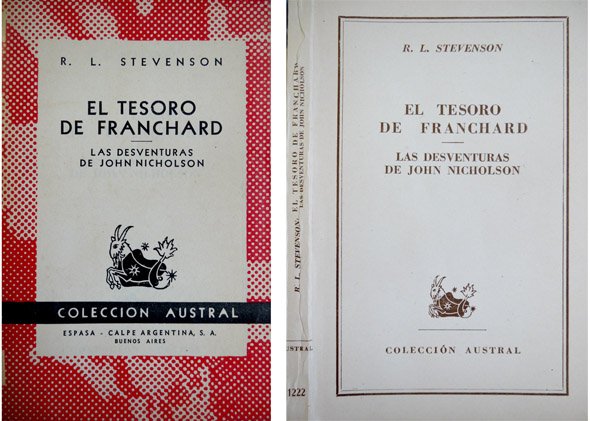 R. L. STEVENSON
EL TESORO
DE FRANCHARD
LAS DESVENTURAS
DE JOHN NICHOLSON
COLECCION AUSTRAL
ESPASA - CALPE ARGENTINA, S. A.
BUENOS AIRES
R. L. STEVENSON: EL TESORO DE FRANCHARD
LAS DESVENTURAS DE JOHN NICHOLSON
USTRAL
1222
R. L. STEVENSON
EL TESORO
DE FRANCHARD
LAS DESVENTURAS
DE JOHN NICHOLSON
COLECCIÓN AUSTRAL